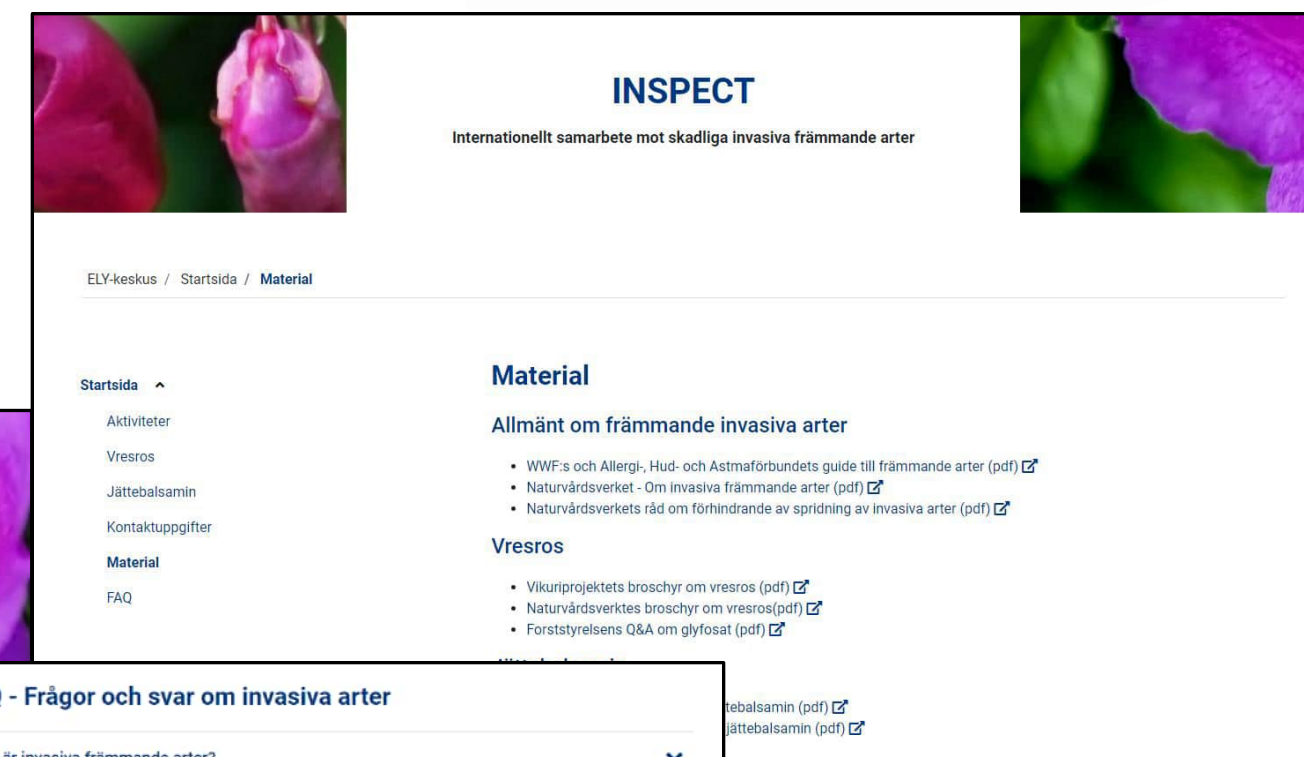 INSPECT
Internationellt samarbete mot skadliga invasiva främmande arter
ELY-keskus / Startsida / Material
Startsida
Aktiviteter
Vresros
Jättebalsamin
Kontaktuppgifter
Material
FAQ
Material
Allmänt om främmande invasiva arter
• WWF:s och Allergi-, Hud- och Astmaförbundets guide till främmande arter (pdf)
• Naturvårdsverket - Om invasiva främmande arter (pdf)
• Naturvårdsverkets råd om förhindrande av spridning av invasiva arter (pdf)
Vresros
• Vikuriprojektets broschyr om vresros (pdf)
• Naturvårdsverktes broschyr om vresros(pdf)
• Forststyrelsens Q&A om glyfosat (pdf)
tebalsamin (pdf)
jättebalsamin (pdf)
- Frågor och svar om invasiva arter
är invasiva främmande arter?